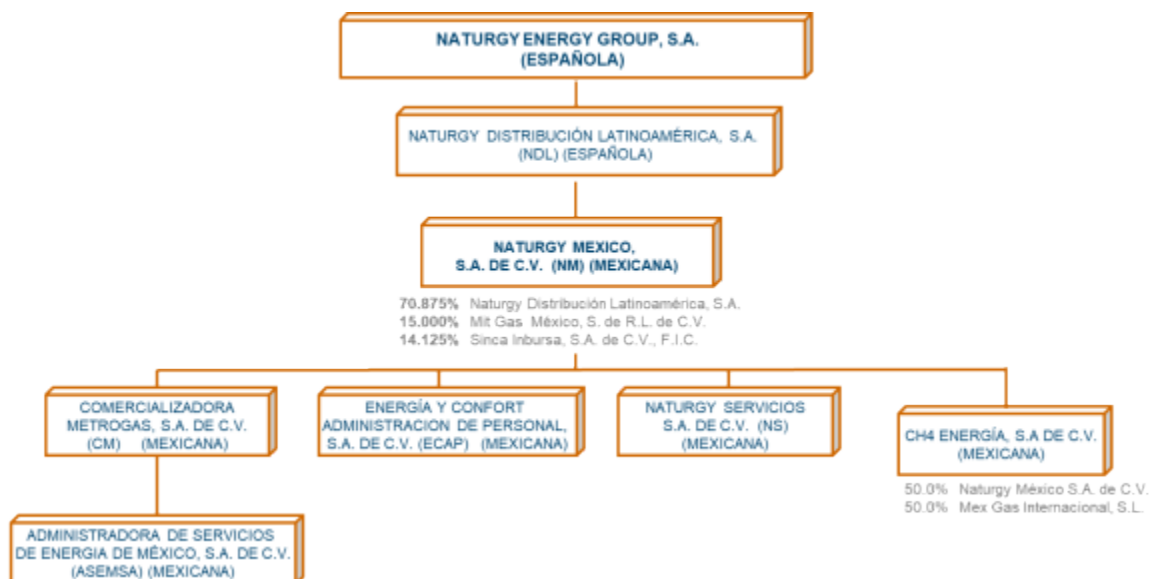 NATURGY ENERGY GROUP, S.A.
(ESPAÑOLA)
NATURGY DISTRIBUCIÓN LATINOAMÉRICA, S.A.
(NDL) (ESPAÑOLA)
NATURGY MEXICO,
S.A. DE C.V. (NM) (MEXICANA)
70.875% Naturgy Distribución Latinoamérica, S.A.
15.000% Mit Gas México, S. de R.L. de C.V.
14.125% Sinca Inbursa, S.A. de C.V., F.I.C.
COMERCIALIZADORA
METROGAS, S.A. DE C.V.
(CM) (MEXICANA)
ENERGÍA Y CONFORT
ADMINISTRACION DE PERSONAL,
S.A. DE C.V. (ECAP) (MEXICANA)
NATURGY SERVICIOS
S.A. DE C.V. (NS)
(MEXICANA)
CH4 ENERGÍA, S.A DE C.V.
(MEXICANA)
50.0% Naturgy México S.A. de C.V.
50.0% Mex Gas Internacional, S.L.
ADMINISTRADORA DE SERVICIOS
DE ENERGIA DE MÉXICO, S.A. DE C.V.
(ASEMSA) (MEXICANA)